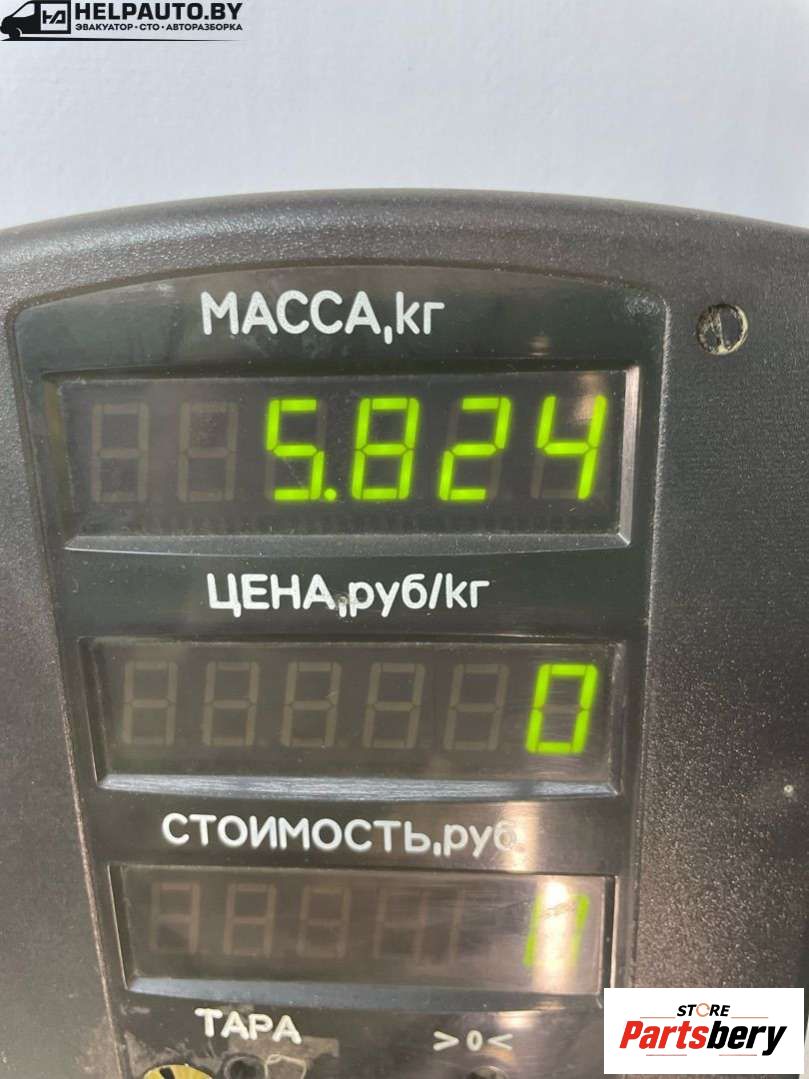 HELPAUTO.BY
ЭВАКУАТОР•СТО•АВТОРАЗБОРКА
МАССА,кг
5.824
ЦЕНА,руб/кг
0
СТОИМОСТЬ,руб.
ТАРА
>0<
STORE
Partsbery